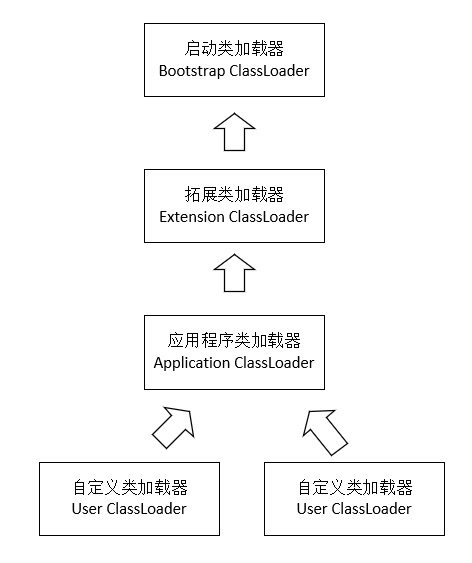 启动类加载器
Bootstrap ClassLoader
拓展类加载器
Extension ClassLoader
应用程序类加载器
Application ClassLoader
自定义类加载器
User ClassLoader
自定义类加载器
User ClassLoader